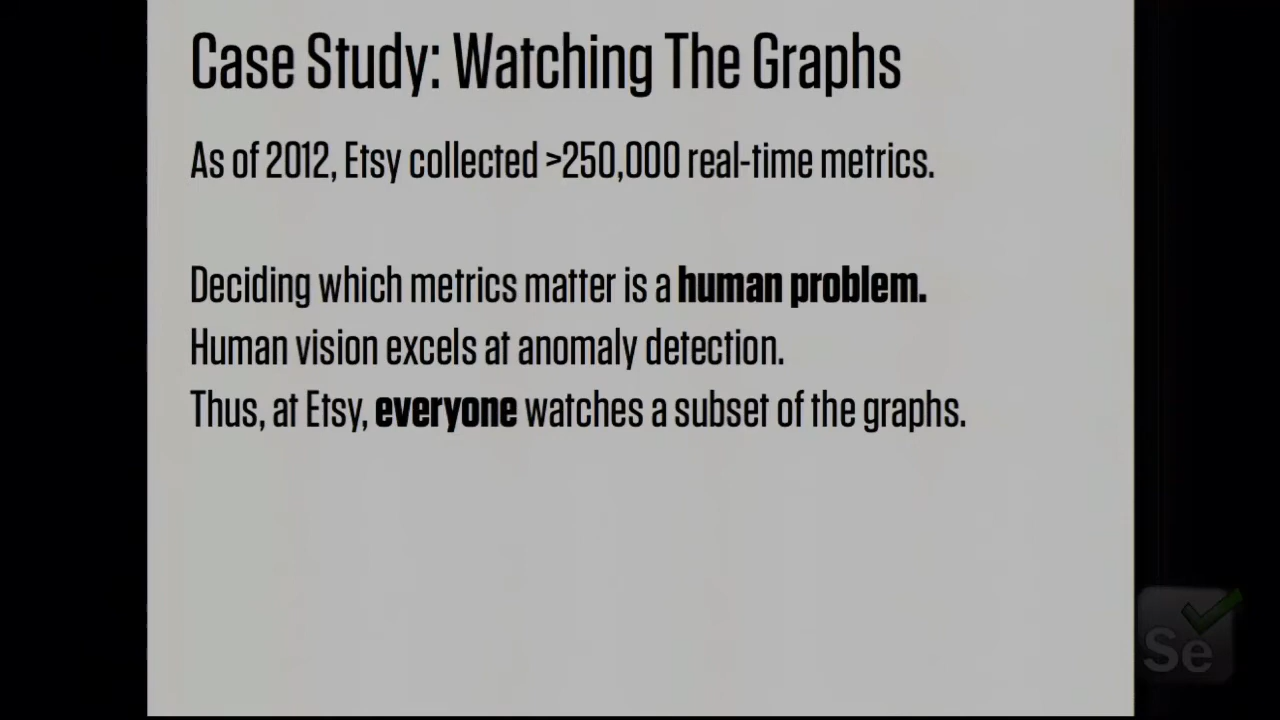 Case Study: Watching The Graphs
As of 2012, Etsy collected >250,000 real-time metrics.
Deciding which metrics matter is a human problem.
Human vision excels at anomaly detection.
Thus, at Etsy, everyone watches a subset of the graphs.
Se